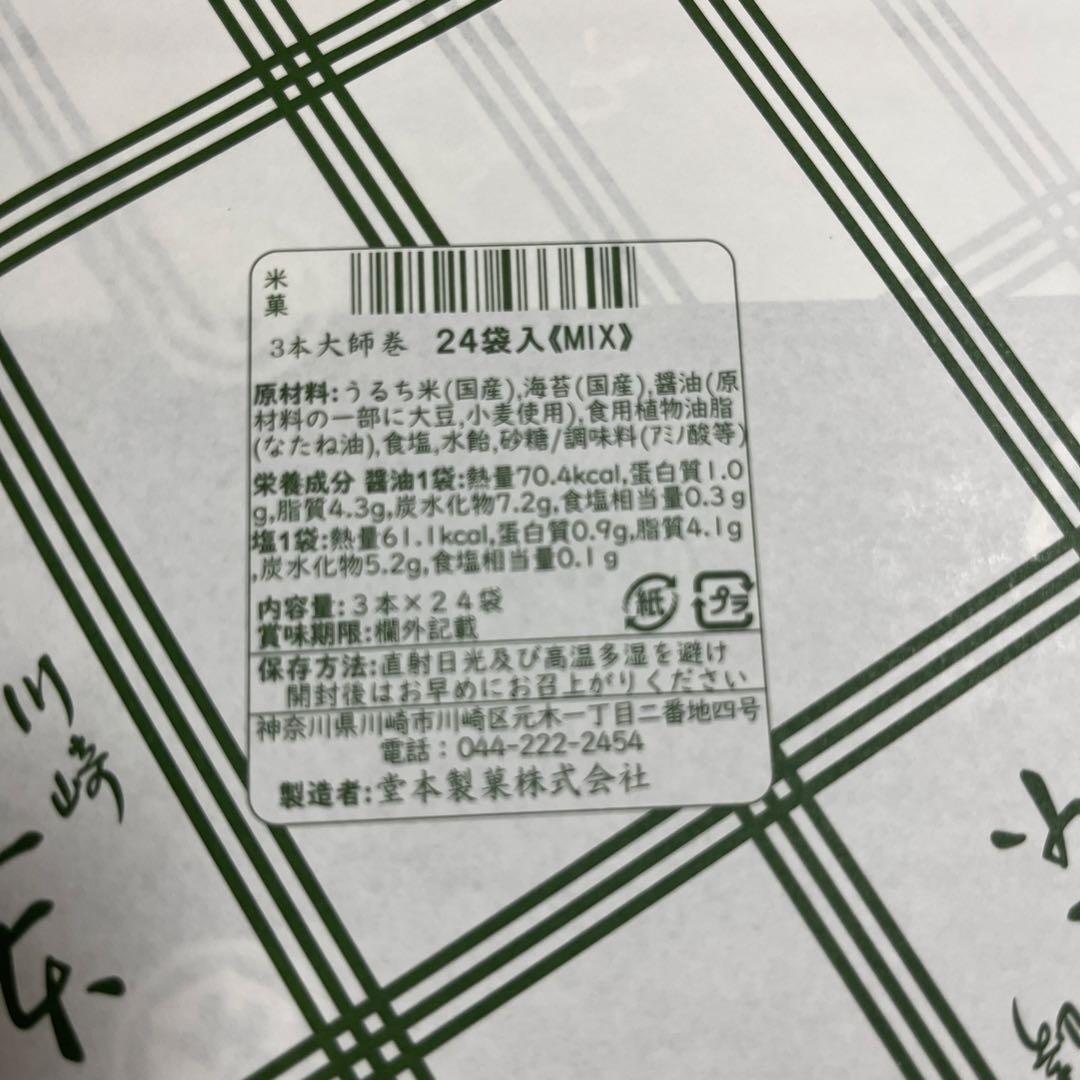 米
菓
3本大師巻 24袋入《MIX》
原材料:うるち米(国産),海苔(国産),醤油(原
材料の一部に大豆,小麦使用),食用植物油脂
(なたね油),食塩,水飴,砂糖/調味料(アミノ酸等)
栄養成分 醤油1袋:熱量70.4kcal,蛋白質1.0
g,脂質4.3g,炭水化物7.2g,食塩相当量0.3g
塩1袋:熱量61.1kcal,蛋白質0.9g,脂質4.1g
,炭水化物5.2g,食塩相当量0.1g
内容量:3本×24袋
賞味期限:欄外記載
紙
プラ
保存方法:直射日光及び高温多湿を避け
開封後はお早めにお召上がりください
神奈川県川崎市川崎区元木一丁目二番地四号
電話:044-222-2454
製造者:堂本製菓株式会社
川崎